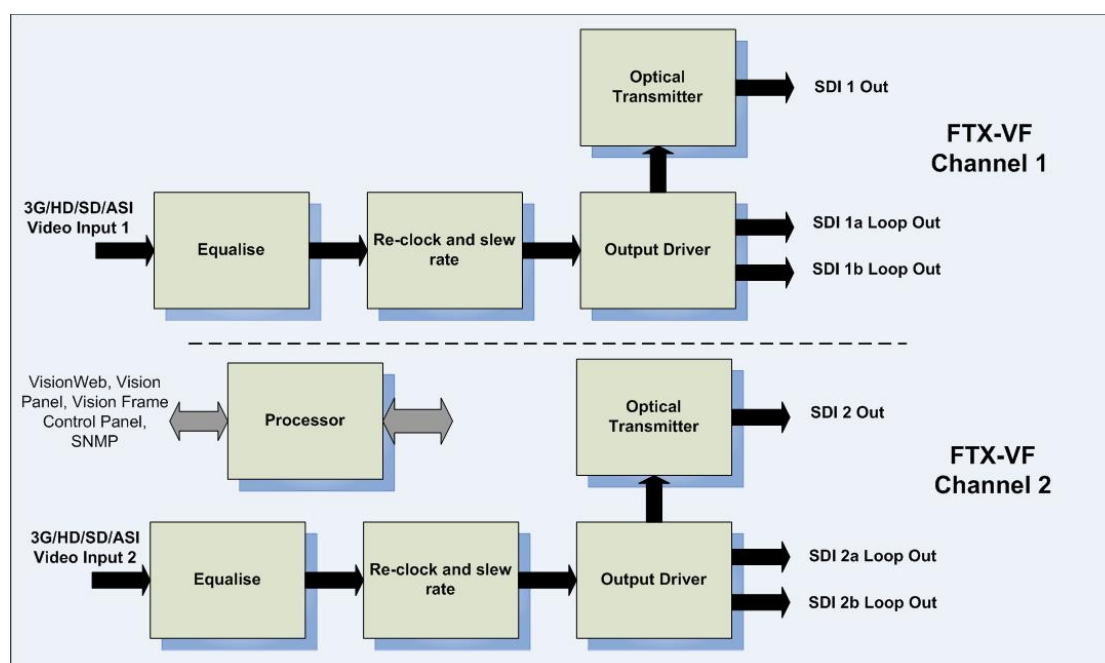 Optical
Transmitter
SDI 1 Out
FTX-VF
Channel 1
3G/HD/SD/ASI
Video Input 1
Equalise
Re-clock and slew
rate
Output Driver
SDI 1a Loop Out
SDI 1b Loop Out
VisionWeb, Vision
Panel, Vision Frame
Control Panel,
SNMP
Processor
Optical
Transmitter
SDI 2 Out
FTX-VF
Channel 2
3G/HD/SD/ASI
Video Input 2
Equalise
Re-clock and slew
rate
Output Driver
SDI 2a Loop Out
SDI 2b Loop Out